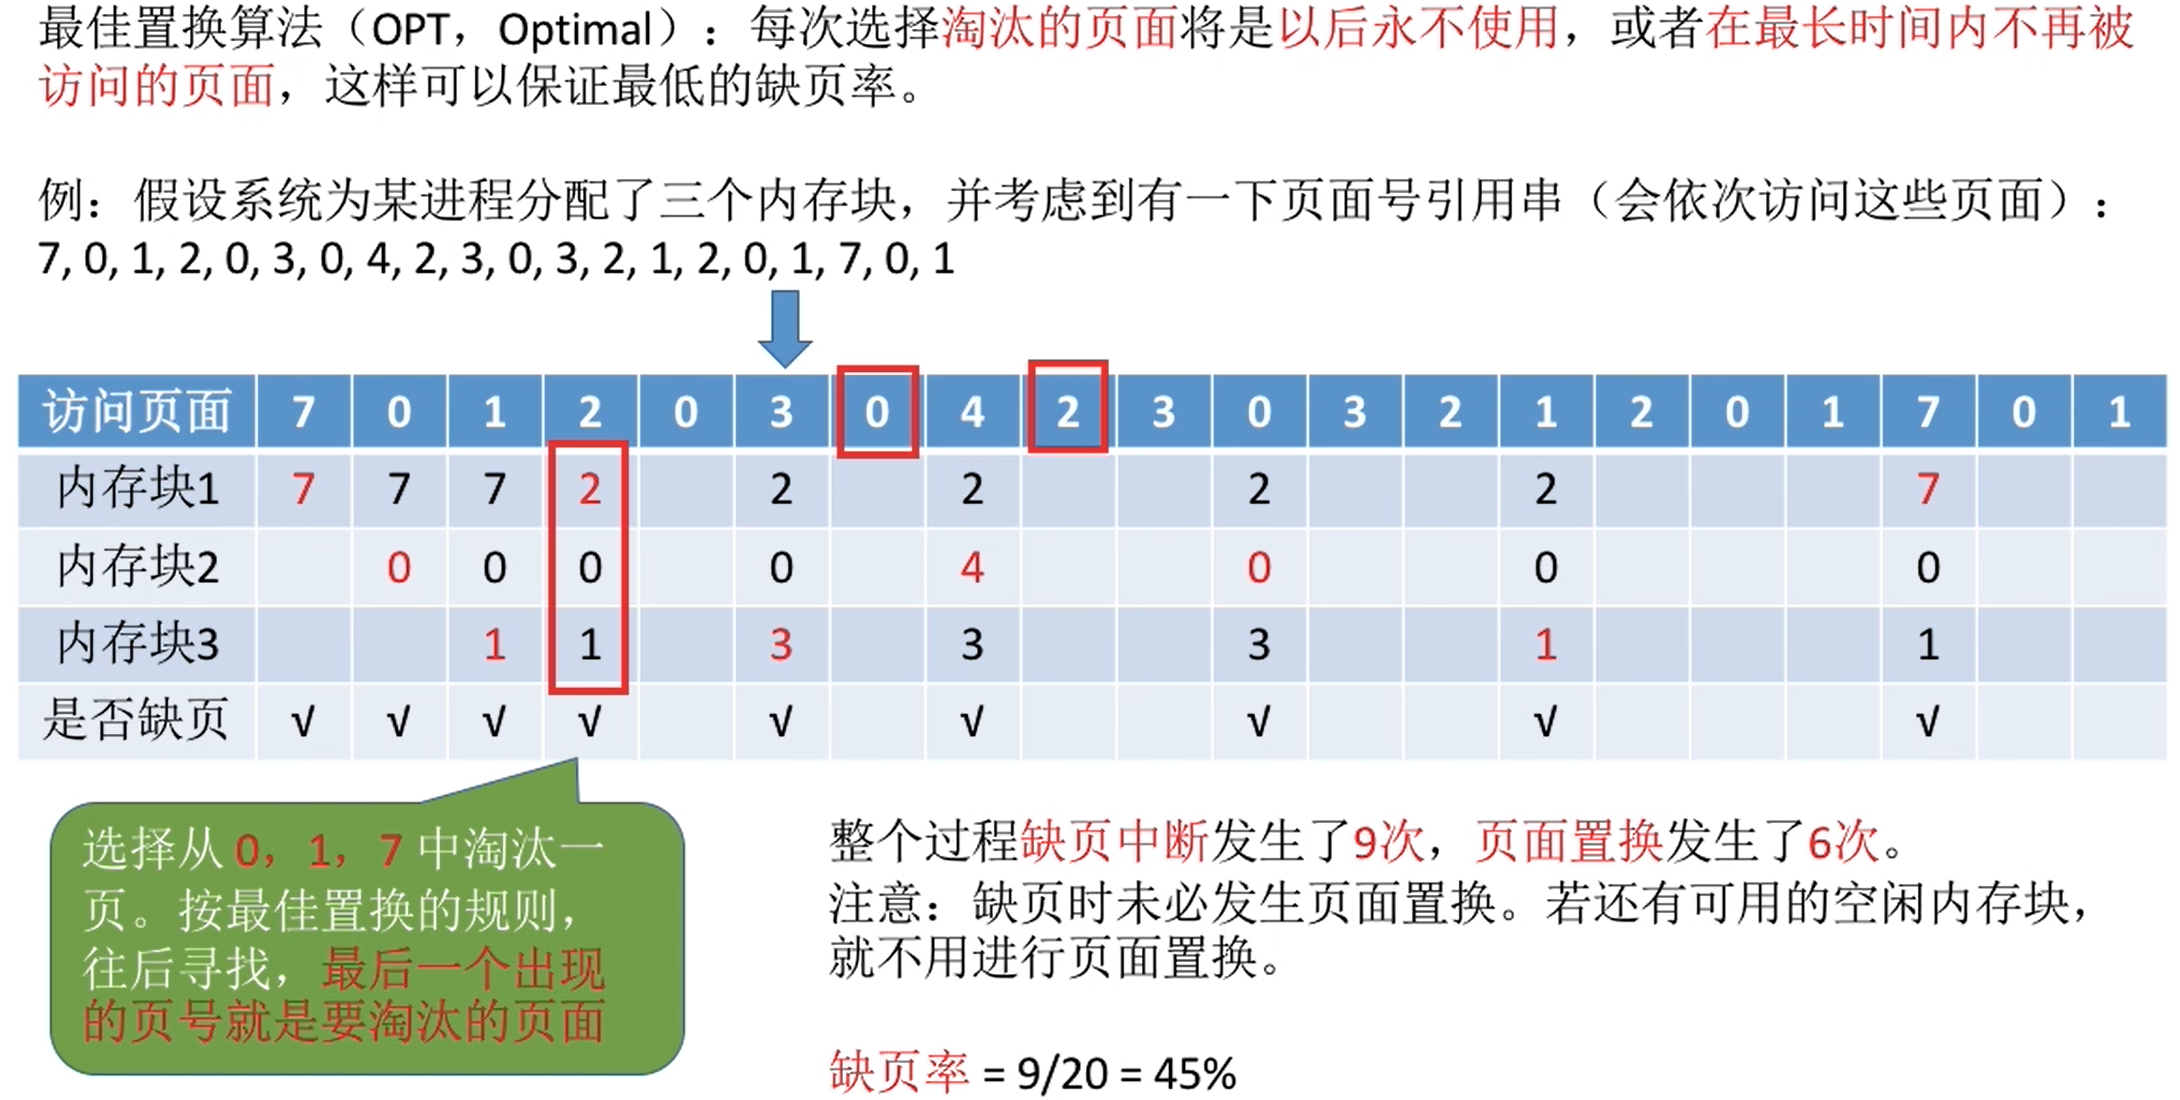 最佳置换算法（OPT，Optimal）：每次选择淘汰的页面将是以后永不使用，或者在最长时间内不再被
访问的页面，这样可以保证最低的缺页率。
例：假设系统为某进程分配了三个内存块，并考虑到有一下页面号引用串（会依次访问这些页面）：
7, 0, 1, 2, 0, 3, 0, 4, 2, 3, 0, 3, 2, 1, 2, 0, 1, 7, 0, 1
访问页面 7 0 1 2 0 3 0 4 2 3 0 3 2 1 2 0 1 7 0 1
内存块1 7 7 7 2 2 2 2 2 7
内存块2 0 0 0 0 4 0 0 0
内存块3 1 1 3 3 3 1 1
是否缺页 √ √ √ √ √ √ √ √ √
选择从 0，1，7 中淘汰一
页。按最佳置换的规则，
往后寻找，最后一个出现
的页号就是要淘汰的页面
整个过程缺页中断发生了9次，页面置换发生了6次。
注意：缺页时未必发生页面置换。若还有可用的空闲内存块，
就不用进行页面置换。
缺页率 = 9/20 = 45%